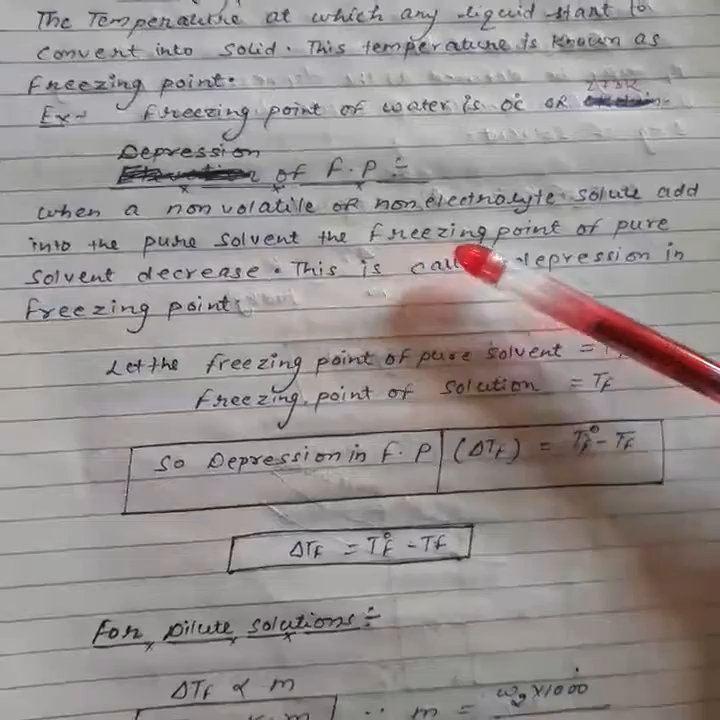 The Temperature at which any liquid start to
convert into solid. This temperature is known as
freezing point.
Ex→ freezing point of water is 0°c OR 273K
Depression
of F.P ÷
when a nonvolatile OR nonelectrolyte solute add
into the pure solvent the freezing point of pure
solvent decrease. This is depression in
freezing point.
Let the freezing point of pure solvent =
freezing point of solution = Tf
So Depression in F.P (ΔTf) = T°f - Tf
ΔTf = T°f - Tf
For Dilute solutions ÷
ΔTf ∝ m
m ∵ m = w2×1000